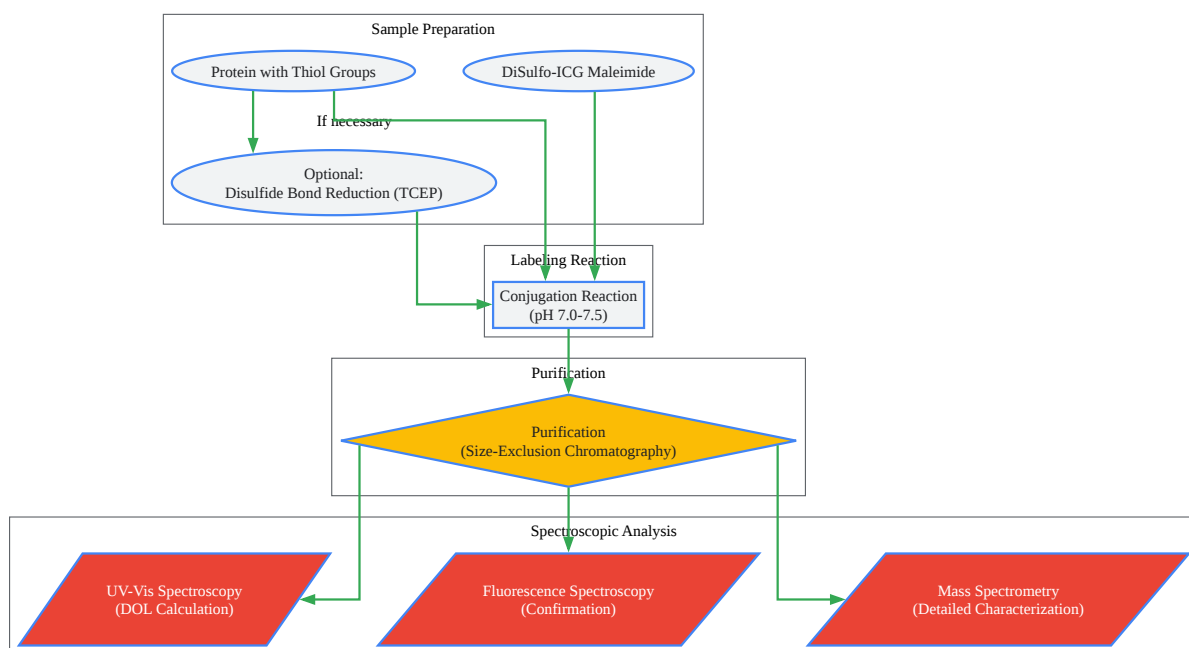 Sample Preparation
Protein with Thiol Groups
DiSulfo-ICG Maleimide
If necessary
Optional:
Disulfide Bond Reduction (TCEP)
Labeling Reaction
Conjugation Reaction
(pH 7.0-7.5)
Purification
Purification
(Size-Exclusion Chromatography)
Spectroscopic Analysis
UV-Vis Spectroscopy
(DOL Calculation)
Fluorescence Spectroscopy
(Confirmation)
Mass Spectrometry
(Detailed Characterization)